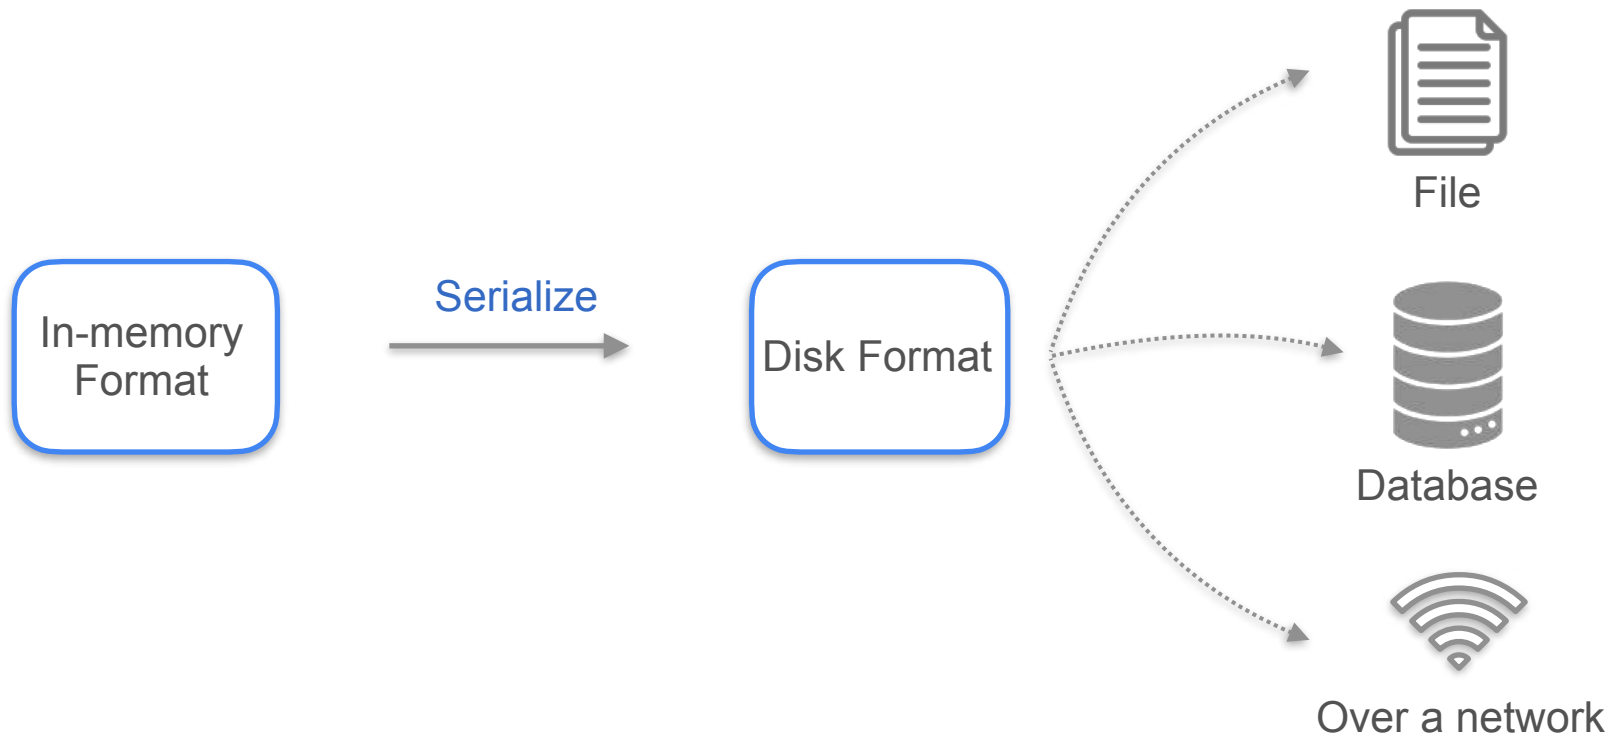 In-memory
Format
Serialize
Disk Format
File
Database
Over a network